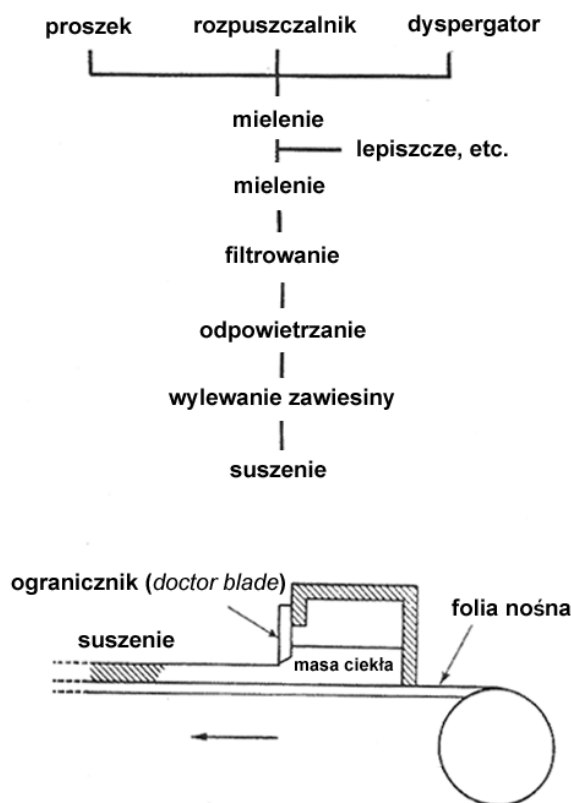 proszek rozpuszczalnik dyspergator
mielenie
lepiszcze, etc.
mielenie
filtrowanie
odpowietrzanie
wylewanie zawiesiny
suszenie
ogranicznik (doctor blade)
folia nośna
suszenie
masa ciekła